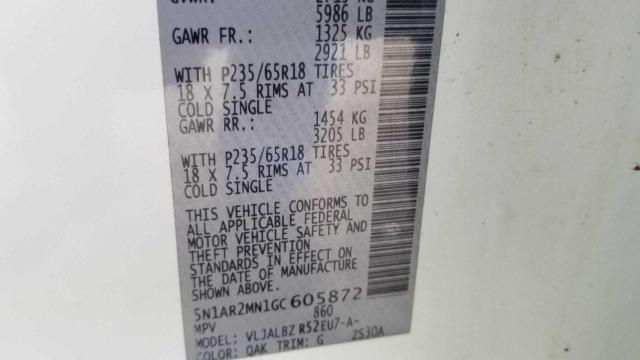 5986 LB
GAWR FR.: 1325 KG
2921 LB
WITH P235/65R18 TIRES
18 X 7.5 RIMS AT 33 PSI
COLD SINGLE
GAWR RR.: 1454 KG
3205 LB
WITH P235/65R18 TIRES
18 X 7.5 RIMS AT 33 PSI
COLD SINGLE
THIS VEHICLE CONFORMS TO
ALL APPLICABLE FEDERAL
MOTOR VEHICLE SAFETY AND
THEFT PREVENTION
STANDARDS IN EFFECT ON
THE DATE OF MANUFACTURE
SHOWN ABOVE.
5N1AR2MN1GC605872
MPV 860
MODEL: VLJALBZ R52EU7-A-
COLOR: QAK TRIM: G ZS30A